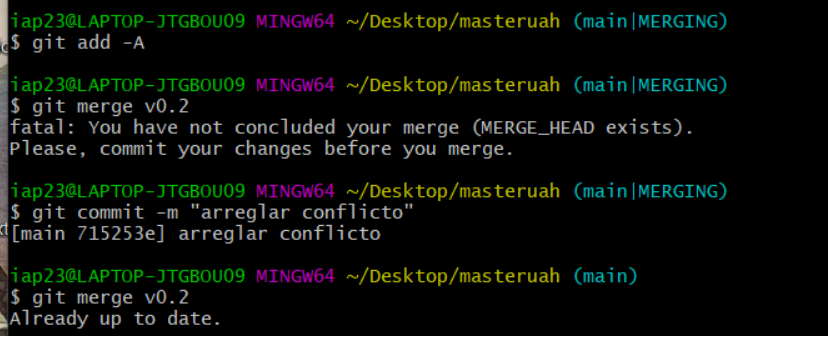 iap23@LAPTOP-JTGBOU09 MINGW64 ~/Desktop/masteruah (main|MERGING)
$ git add -A
iap23@LAPTOP-JTGBOU09 MINGW64 ~/Desktop/masteruah (main|MERGING)
$ git merge v0.2
fatal: You have not concluded your merge (MERGE_HEAD exists).
Please, commit your changes before you merge.
iap23@LAPTOP-JTGBOU09 MINGW64 ~/Desktop/masteruah (main|MERGING)
$ git commit -m "arreglar conflicto"
[main 715253e] arreglar conflicto
iap23@LAPTOP-JTGBOU09 MINGW64 ~/Desktop/masteruah (main)
$ git merge v0.2
Already up to date.